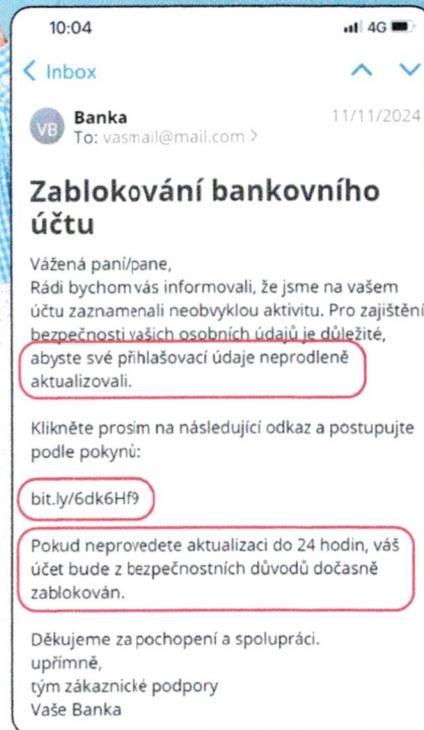 10:04
4G
Inbox
VB
Banka
11/11/2024
To: vasmail@mail.com
Zablokování bankovního
účtu
Vážená paní/pane,
Rádi bychom vás informovali, že jsme na vašem
účtu zaznamenali neobvyklou aktivitu. Pro zajištění
bezpečnosti vašich osobních údajů je důležité,
abyste své přihlašovací údaje neprodleně
aktualizovali.
Klikněte prosím na následující odkaz a postupujte
podle pokynů:
bit.ly/6dk6Hf9
Pokud neprovedete aktualizaci do 24 hodin, váš
účet bude z bezpečnostních důvodů dočasně
zablokován.
Děkujeme za pochopení a spolupráci.
upřímně,
tým zákaznické podpory
Vaše Banka